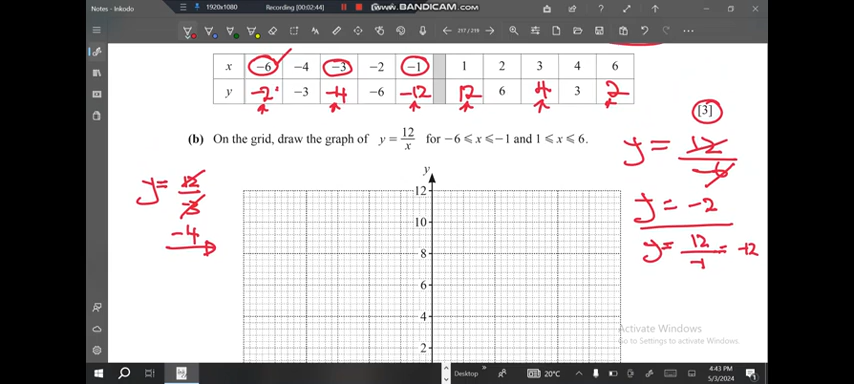 Notes - Inkodo
1920x1080
Recording [00:02:44]
www.BANDICAM.com
217 / 219
x -6 -4 -3 -2 -1 1 2 3 4 6
y -2 -3 -4 -6 -12 12 6 4 3 2
[3]
(b) On the grid, draw the graph of y = 12/x for −6 ⩽ x ⩽ −1 and 1 ⩽ x ⩽ 6.
y = 12/-6
y = -2
y = 12/-1 = -12
y = 12/-3
-4
y
12
10
8
6
4
2
Activate Windows
Go to Settings to activate Windows.
Desktop
20°C
4:43 PM
5/3/2024